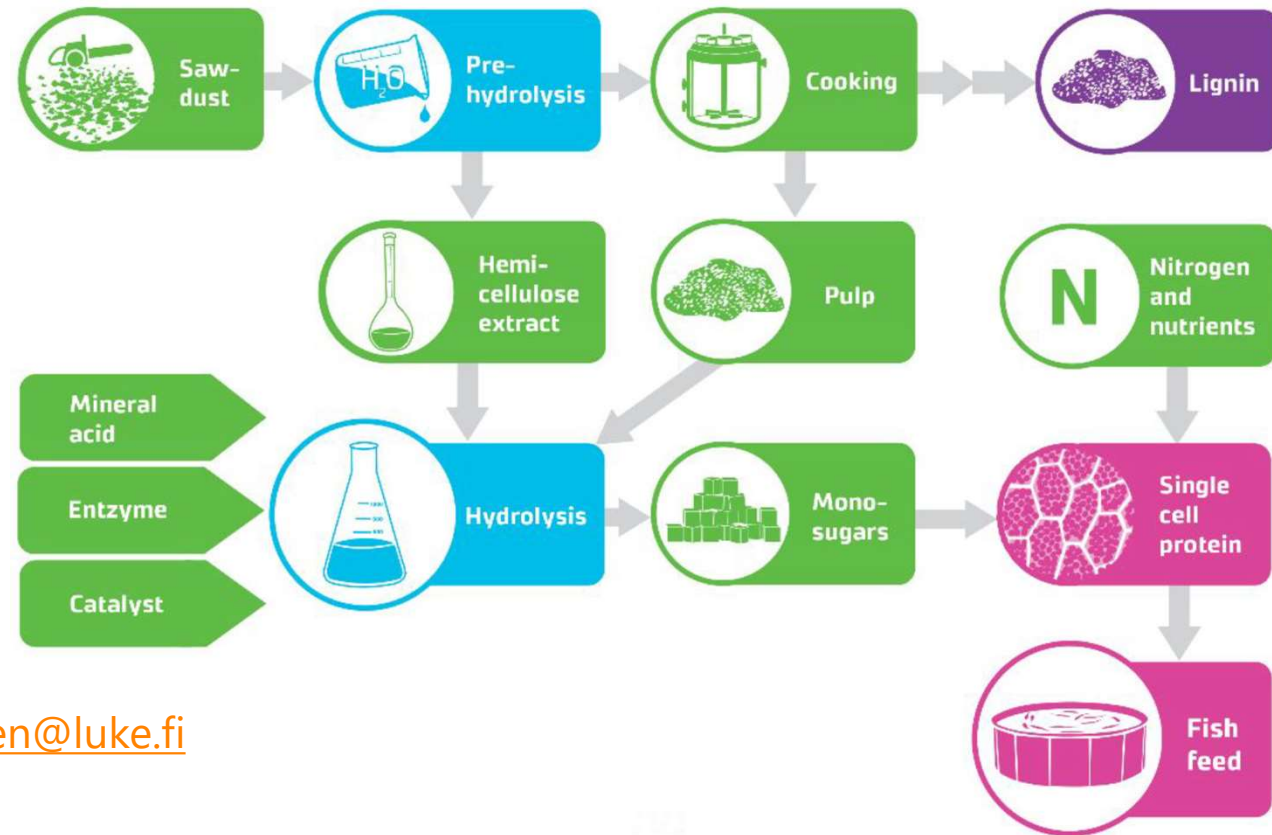 Saw-
dust
H₂O
Pre-
hydrolysis
Cooking
Lignin
Hemi-
cellulose
extract
Pulp
N
Nitrogen
and
nutrients
Mineral
acid
Entzyme
Catalyst
Hydrolysis
Mono-
sugars
Single
cell
protein
en@luke.fi
Fish
feed